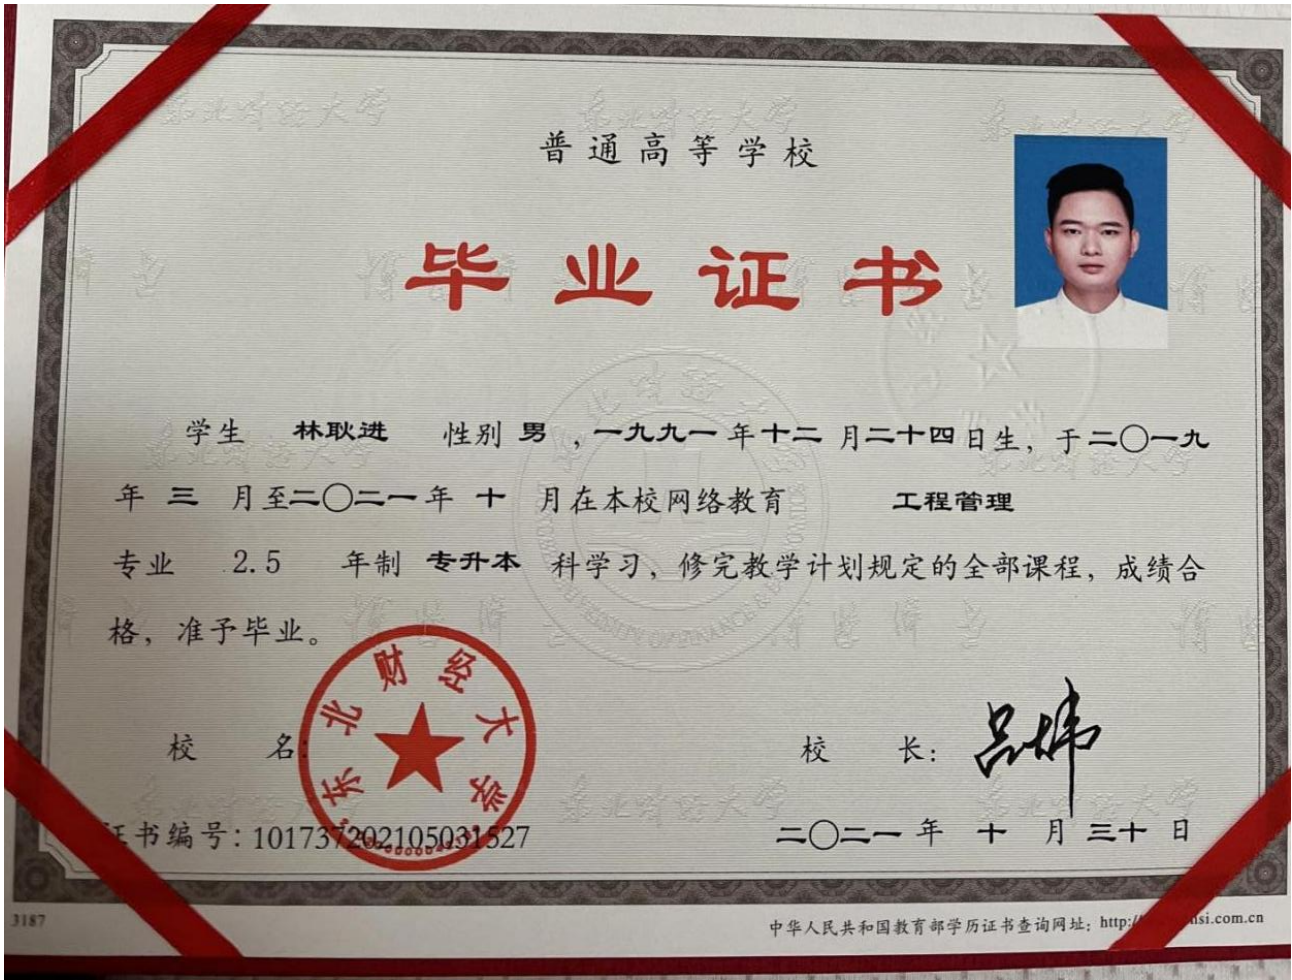 普通高等学校
毕业证书
学生 林耿进 性别 男 ，一九九一年十二月二十四日生，于二〇一九
年 三 月至二〇二一年 十 月在本校网络教育 工程管理
专业 2.5 年制 专升本 科学习，修完教学计划规定的全部课程，成绩合
格，准予毕业。
东北财经大学
校 名：
校 长：吕炜
证书编号：101737202105031527
二〇二一年 十 月 三十 日
3187
中华人民共和国教育部学历证书查询网址：http://
si.com.cn